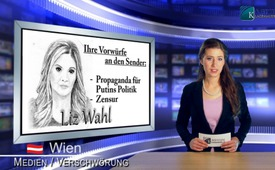 Ihre Vorwürfe
an den Sender:
- Propaganda für
Putins Politik
- Zensur
Liz Wahl
Wien
MEDIEN / VERSCHWÖRUNG
K